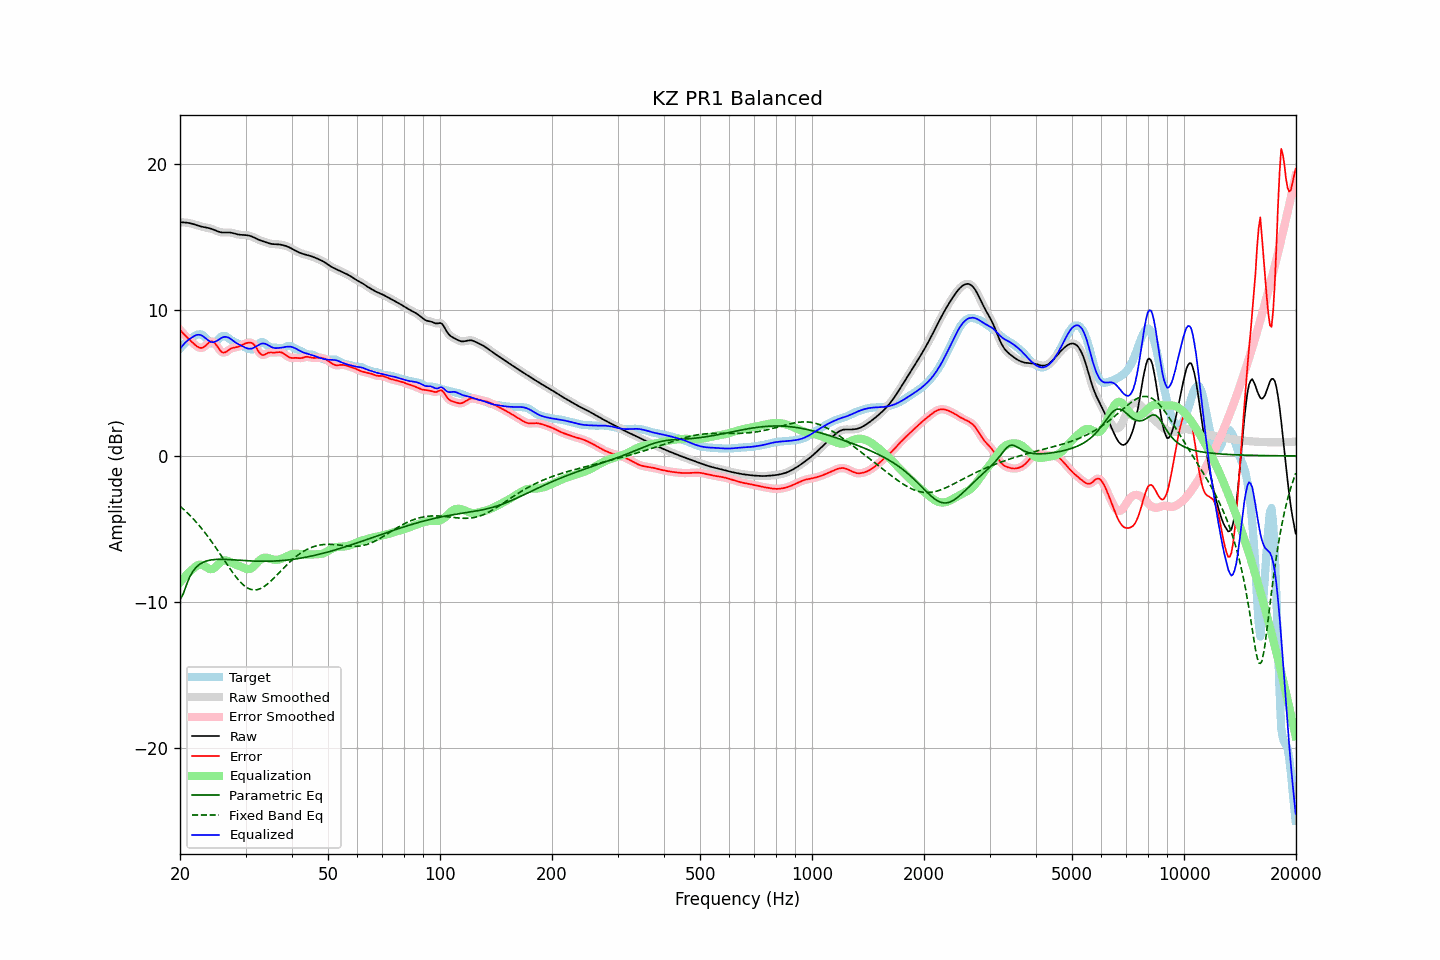 KZ PR1 Balanced
Amplitude (dBr)
20
10
0
−10
−20
Target
Raw Smoothed
Error Smoothed
Raw
Error
Equalization
Parametric Eq
Fixed Band Eq
Equalized
20 50 100 200 500 1000 2000 5000 10000 20000
Frequency (Hz)